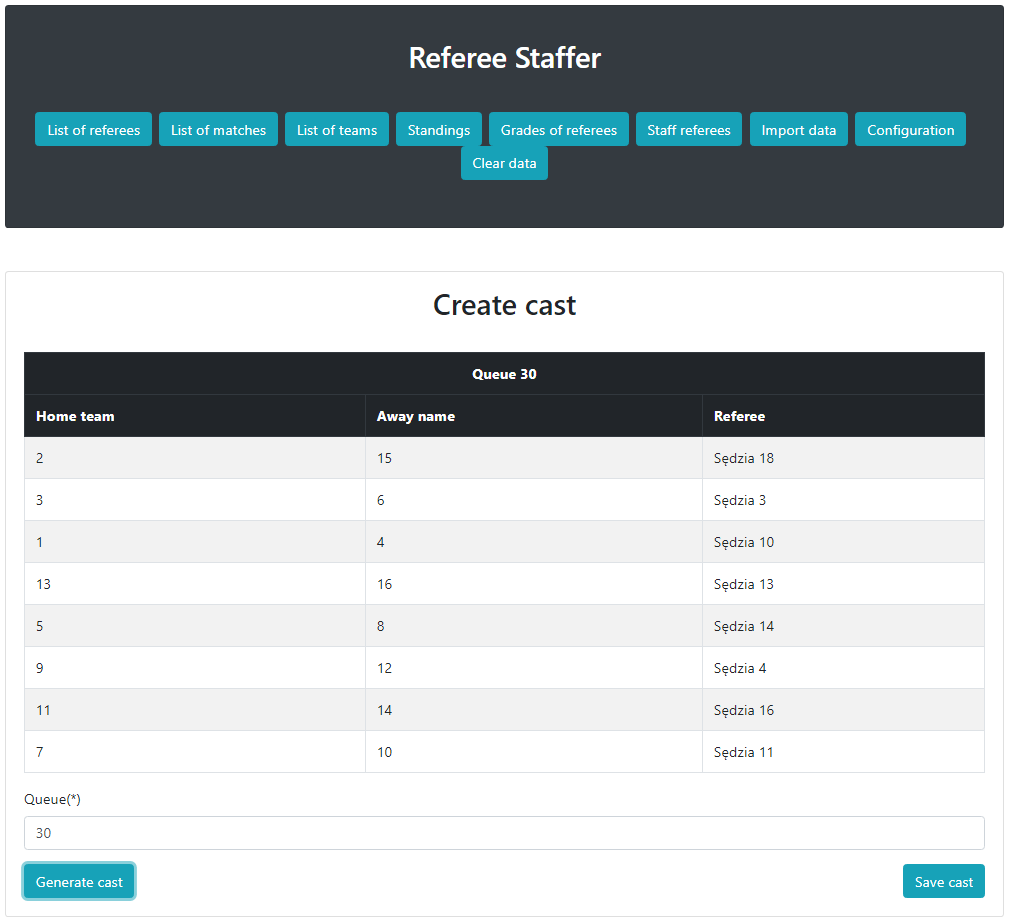 Referee Staffer
List of referees List of matches List of teams Standings Grades of referees Staff referees Import data Configuration
Clear data
Create cast
Queue 30
Home team Away name Referee
2 15 Sędzia 18
3 6 Sędzia 3
1 4 Sędzia 10
13 16 Sędzia 13
5 8 Sędzia 14
9 12 Sędzia 4
11 14 Sędzia 16
7 10 Sędzia 11
Queue(*)
30
Generate cast Save cast